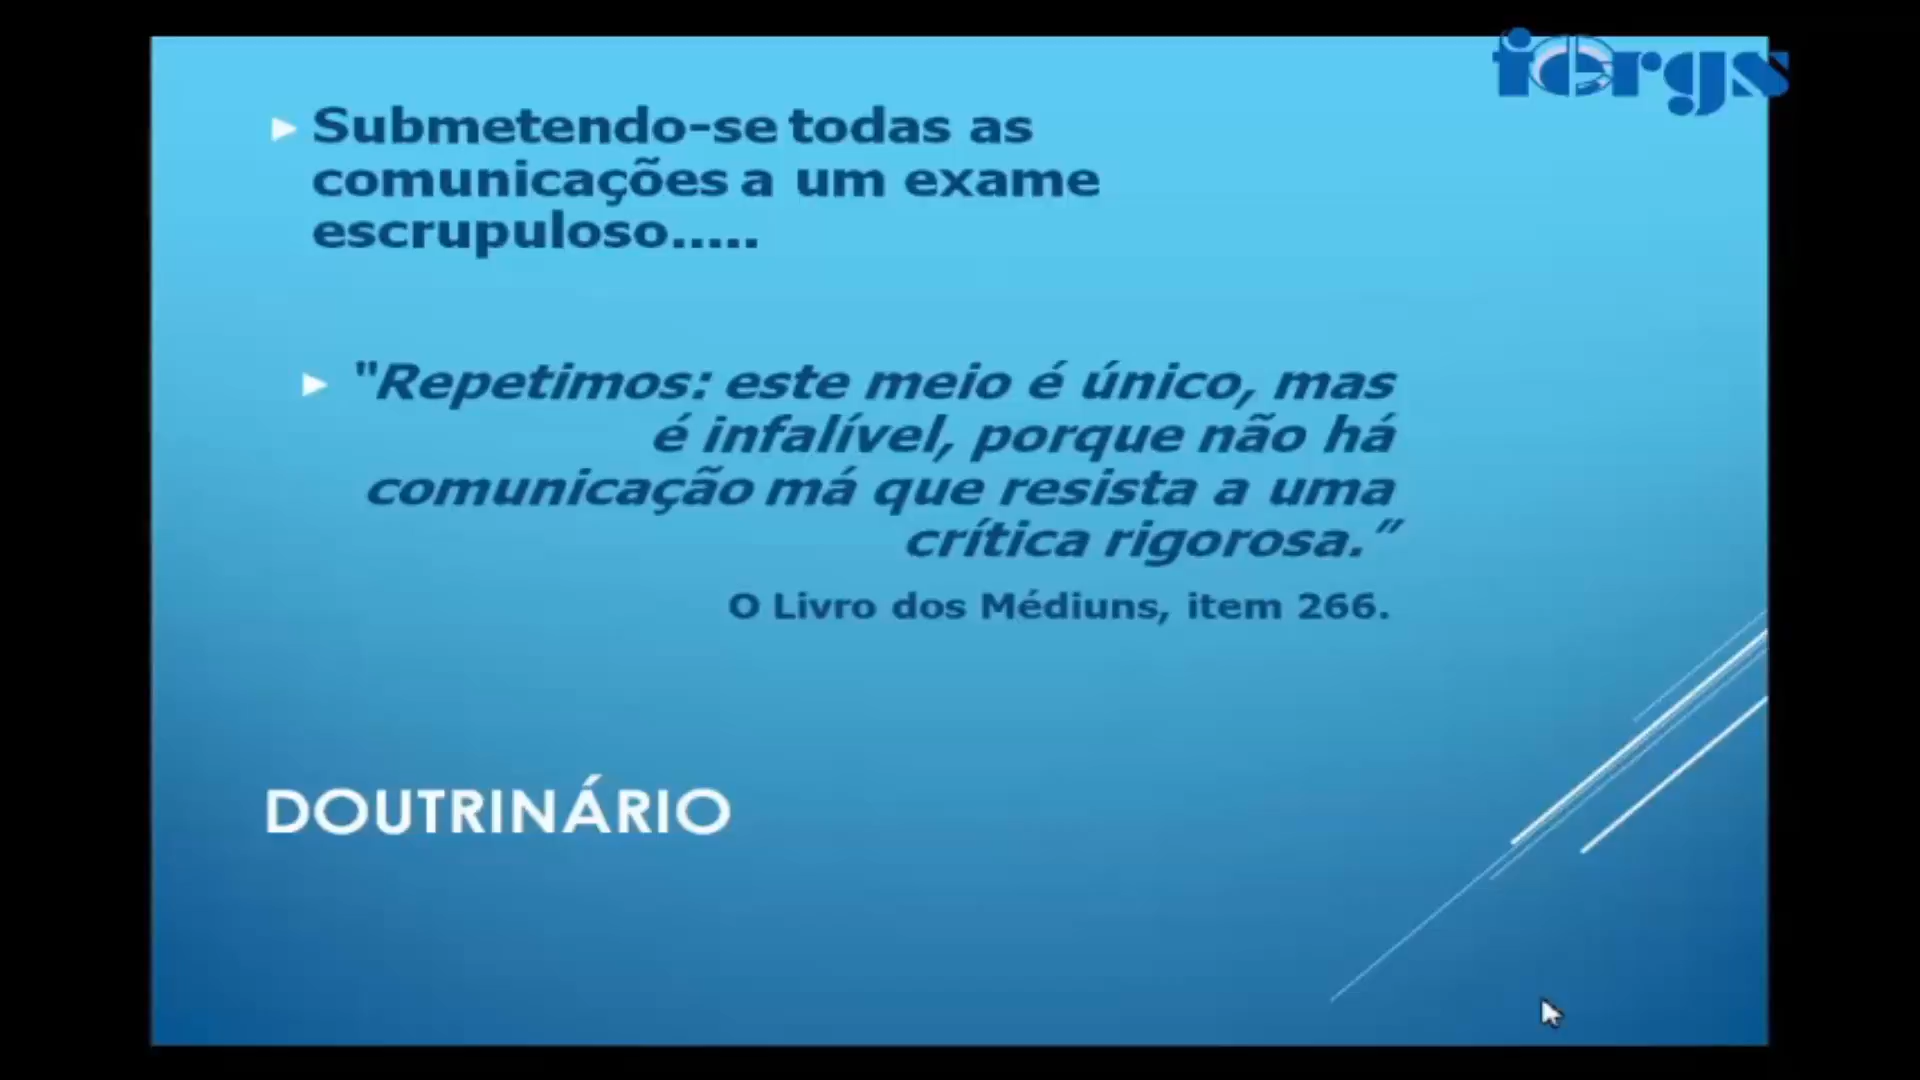 fergs
Submetendo-se todas as
comunicações a um exame
escrupuloso.....
"Repetimos: este meio é único, mas
é infalível, porque não há
comunicação má que resista a uma
crítica rigorosa.”
O Livro dos Médiuns, item 266.
DOUTRINÁRIO